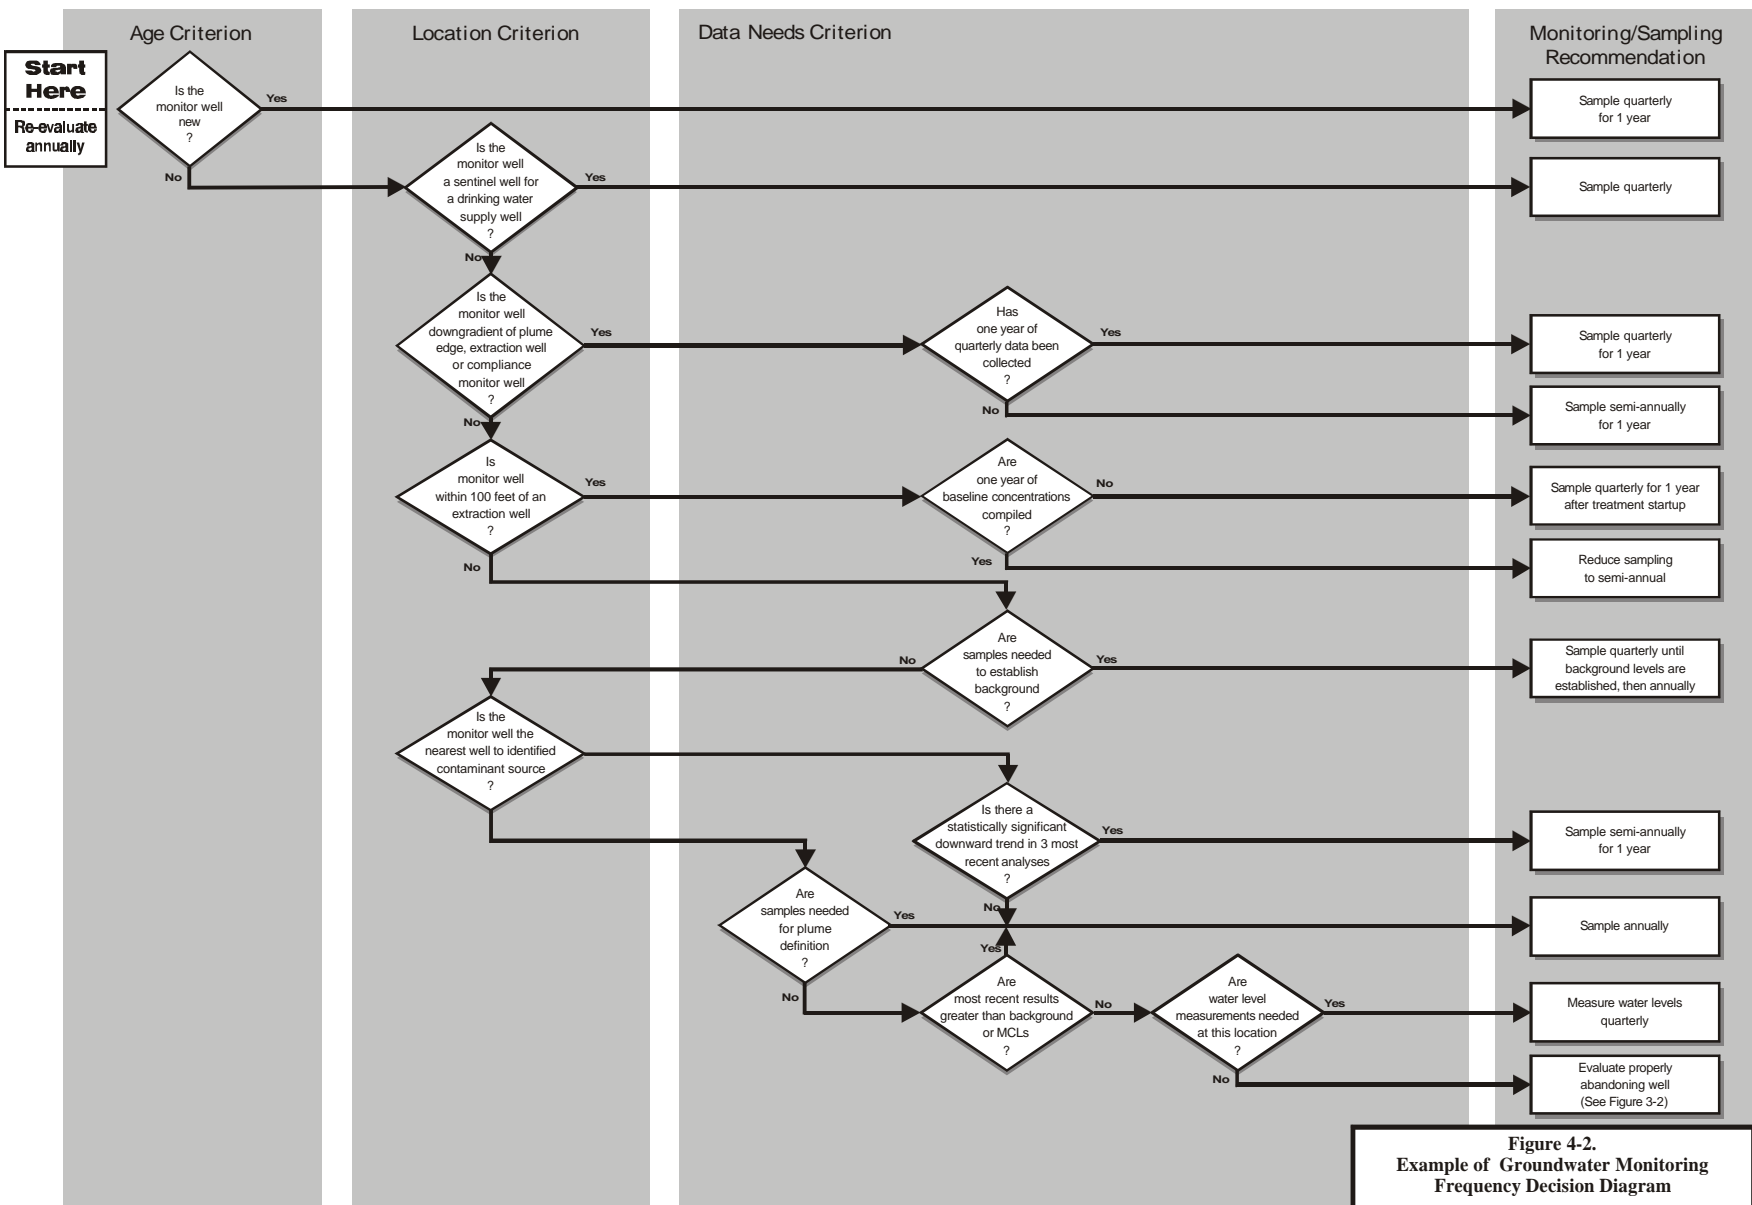 Age Criterion
Location Criterion
Data Needs Criterion
Monitoring/Sampling
Recommendation
Start
Here
Re-evaluate
annually
Is the
monitor well
new
?
Yes
No
Sample quarterly
for 1 year
Is the
monitor well
a sentinel well for
a drinking water
supply well
?
Yes
No
Sample quarterly
Is the
monitor well
downgradient of plume
edge, extraction well
or compliance
monitor well
?
Yes
No
Has
one year of
quarterly data been
collected
?
Yes
No
Sample quarterly
for 1 year
Sample semi-annually
for 1 year
Is
monitor well
within 100 feet of an
extraction well
?
Yes
No
Are
one year of
baseline concentrations
compiled
?
No
Yes
Sample quarterly for 1 year
after treatment startup
Reduce sampling
to semi-annual
Are
samples needed
to establish
background
?
No
Yes
Sample quarterly until
background levels are
established, then annually
Is the
monitor well the
nearest well to identified
contaminant source
?
Is there a
statistically significant
downward trend in 3 most
recent analyses
?
Yes
No
Sample semi-annually
for 1 year
Are
samples needed
for plume
definition
?
Yes
No
Sample annually
Yes
Are
most recent results
greater than background
or MCLs
?
No
Are
water level
measurements needed
at this location
?
Yes
No
Measure water levels
quarterly
Evaluate properly
abandoning well
(See Figure 3-2)
Figure 4-2.
Example of Groundwater Monitoring
Frequency Decision Diagram